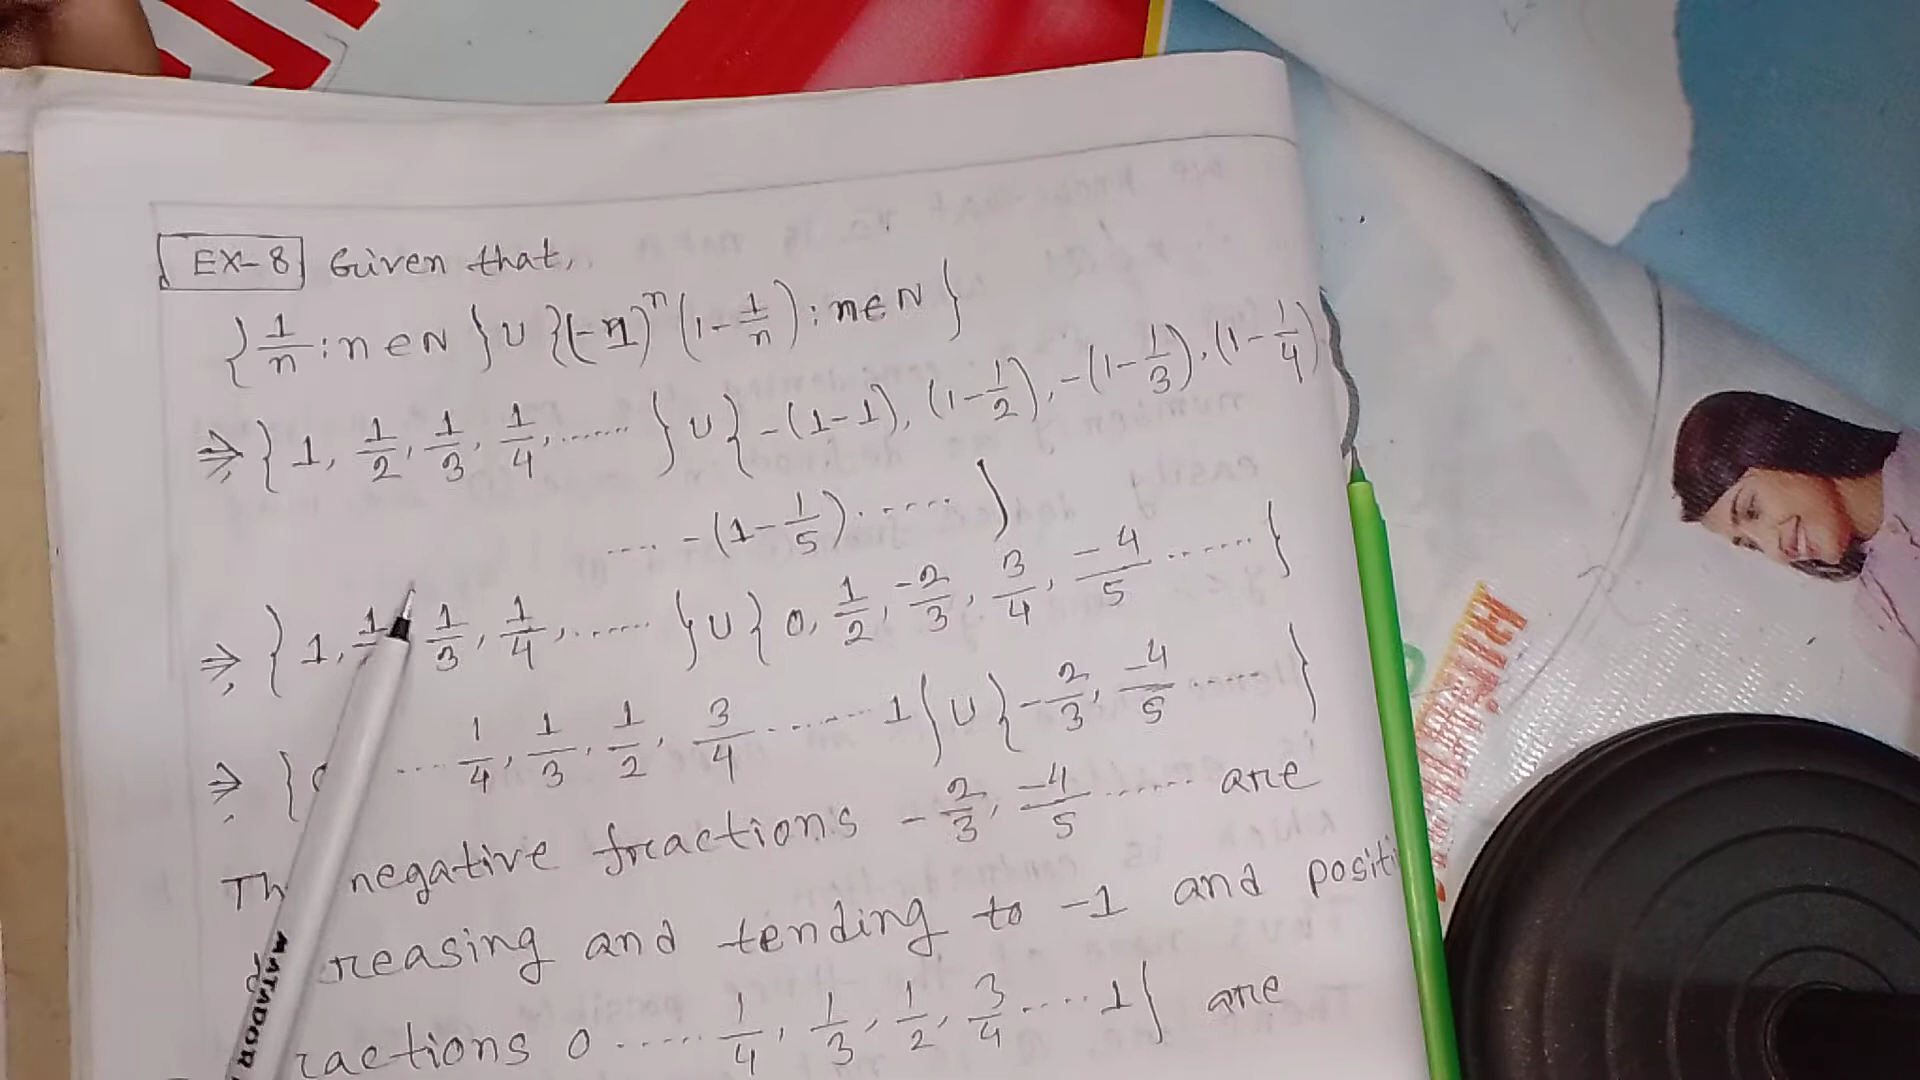 EX-8 Given that,
{1/n : n ∈ N} ∪ {(-1)^n (1 - 1/n) : n ∈ N}
⇒ {1, 1/2, 1/3, 1/4, ......} ∪ {-(1-1), (1-1/2), -(1-1/3), (1-1/4)
.... -(1-1/5) ......}
⇒ {1, 1/3, 1/4, ......} ∪ {0, 1/2, -2/3, 3/4, -4/5 ......}
⇒ { .... 1/4, 1/3, 1/2, 3/4 ...... 1} ∪ {-2/3, -4/5 ...... }
negative fractions -2/3, -4/5 ...... are
and tending to -1 and
0 ..... 1/4, 1/3, 1/2, 3/4 .... 1} are
MATADOR